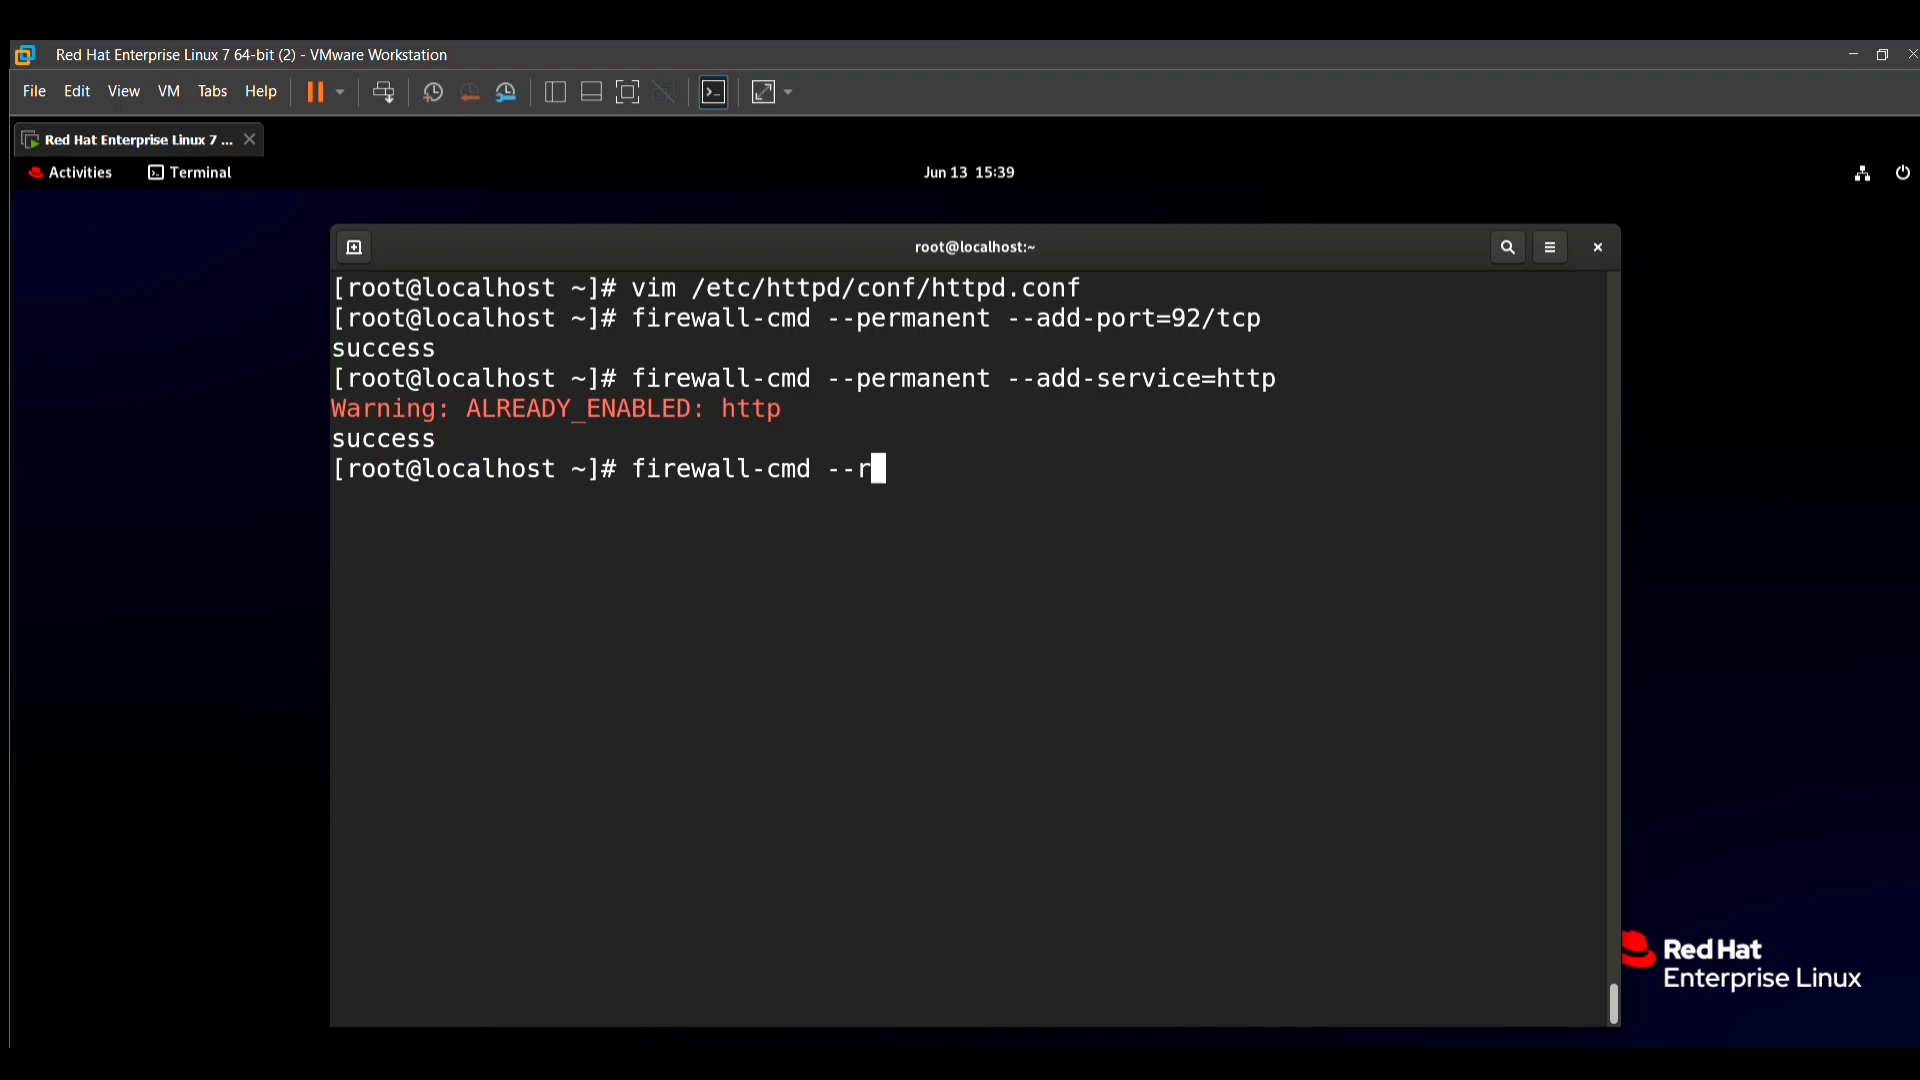 Red Hat Enterprise Linux 7 64-bit (2) - VMware Workstation
File Edit View VM Tabs Help
Red Hat Enterprise Linux 7 ...
Activities Terminal Jun 13 15:39
root@localhost:~
[root@localhost ~]# vim /etc/httpd/conf/httpd.conf
[root@localhost ~]# firewall-cmd --permanent --add-port=92/tcp
success
[root@localhost ~]# firewall-cmd --permanent --add-service=http
Warning: ALREADY_ENABLED: http
success
[root@localhost ~]# firewall-cmd --r
Red Hat
Enterprise Linux